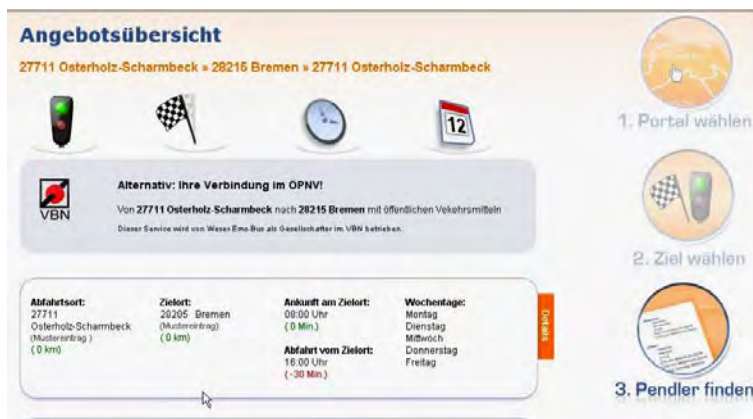 Angebotsübersicht
27711 Osterholz-Scharmbeck » 28215 Bremen » 27711 Osterholz-Scharmbeck
12
1. Portal wählen
Alternativ: Ihre Verbindung im ÖPNV!
VBN
Von 27711 Osterholz-Scharmbeck nach 28215 Bremen mit öffentlichen Vekehrsmitteln
Dieser Service wird von Weser Ems Bus als Gesellschafter im VBN betrieben.
2. Ziel wählen
Abfahrtsort:
27711
Osterholz-Scharmbeck
(Mustereintrag )
( 0 km)
Zielort:
28205 Bremen
(Mustereintrag)
( 0 km)
Ankunft am Zielort:
08:00 Uhr
( 0 Min.)
Abfahrt vom Zielort:
16:00 Uhr
( -30 Min.)
Wochentage:
Montag
Dienstag
Mittwoch
Donnerstag
Freitag
Details
3. Pendler finden